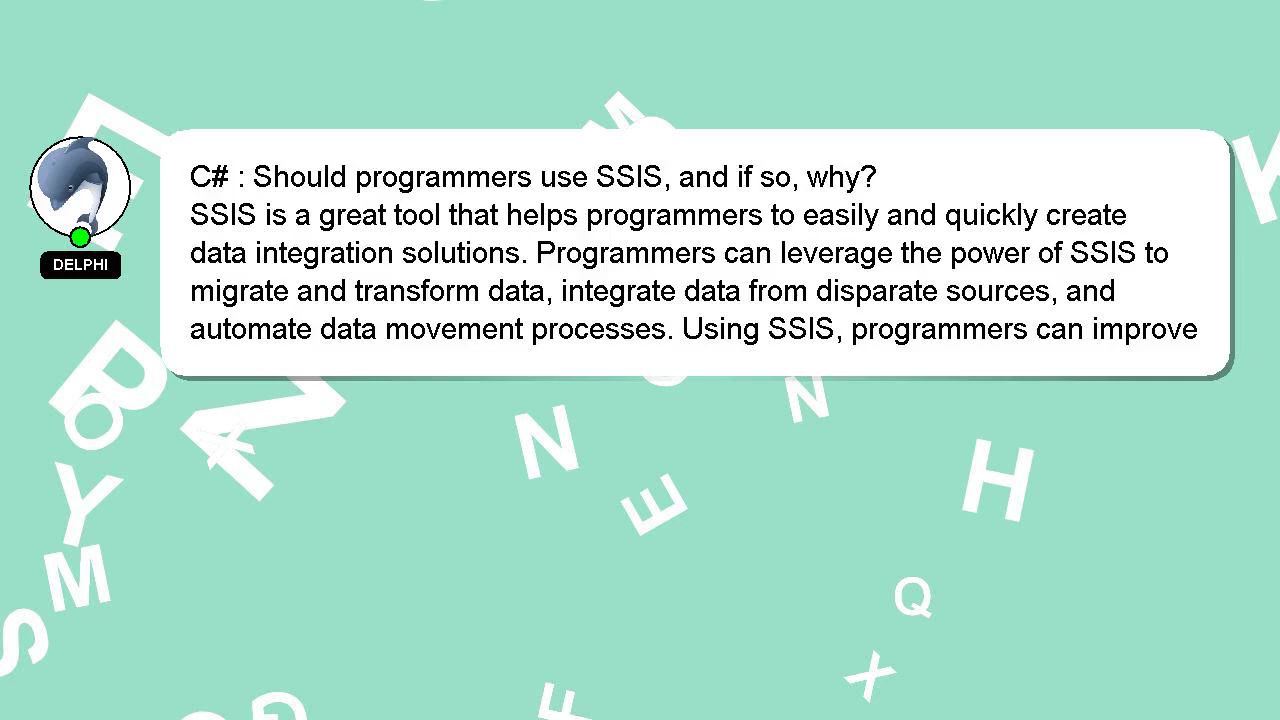 C# : Should programmers use SSIS, and if so, why?
SSIS is a great tool that helps programmers to easily and quickly create
data integration solutions. Programmers can leverage the power of SSIS to
migrate and transform data, integrate data from disparate sources, and
automate data movement processes. Using SSIS, programmers can improve
DELPHI
M
Y
B
O
Z
A
N
N
E
H
Y
M
S
Q
X
G
F